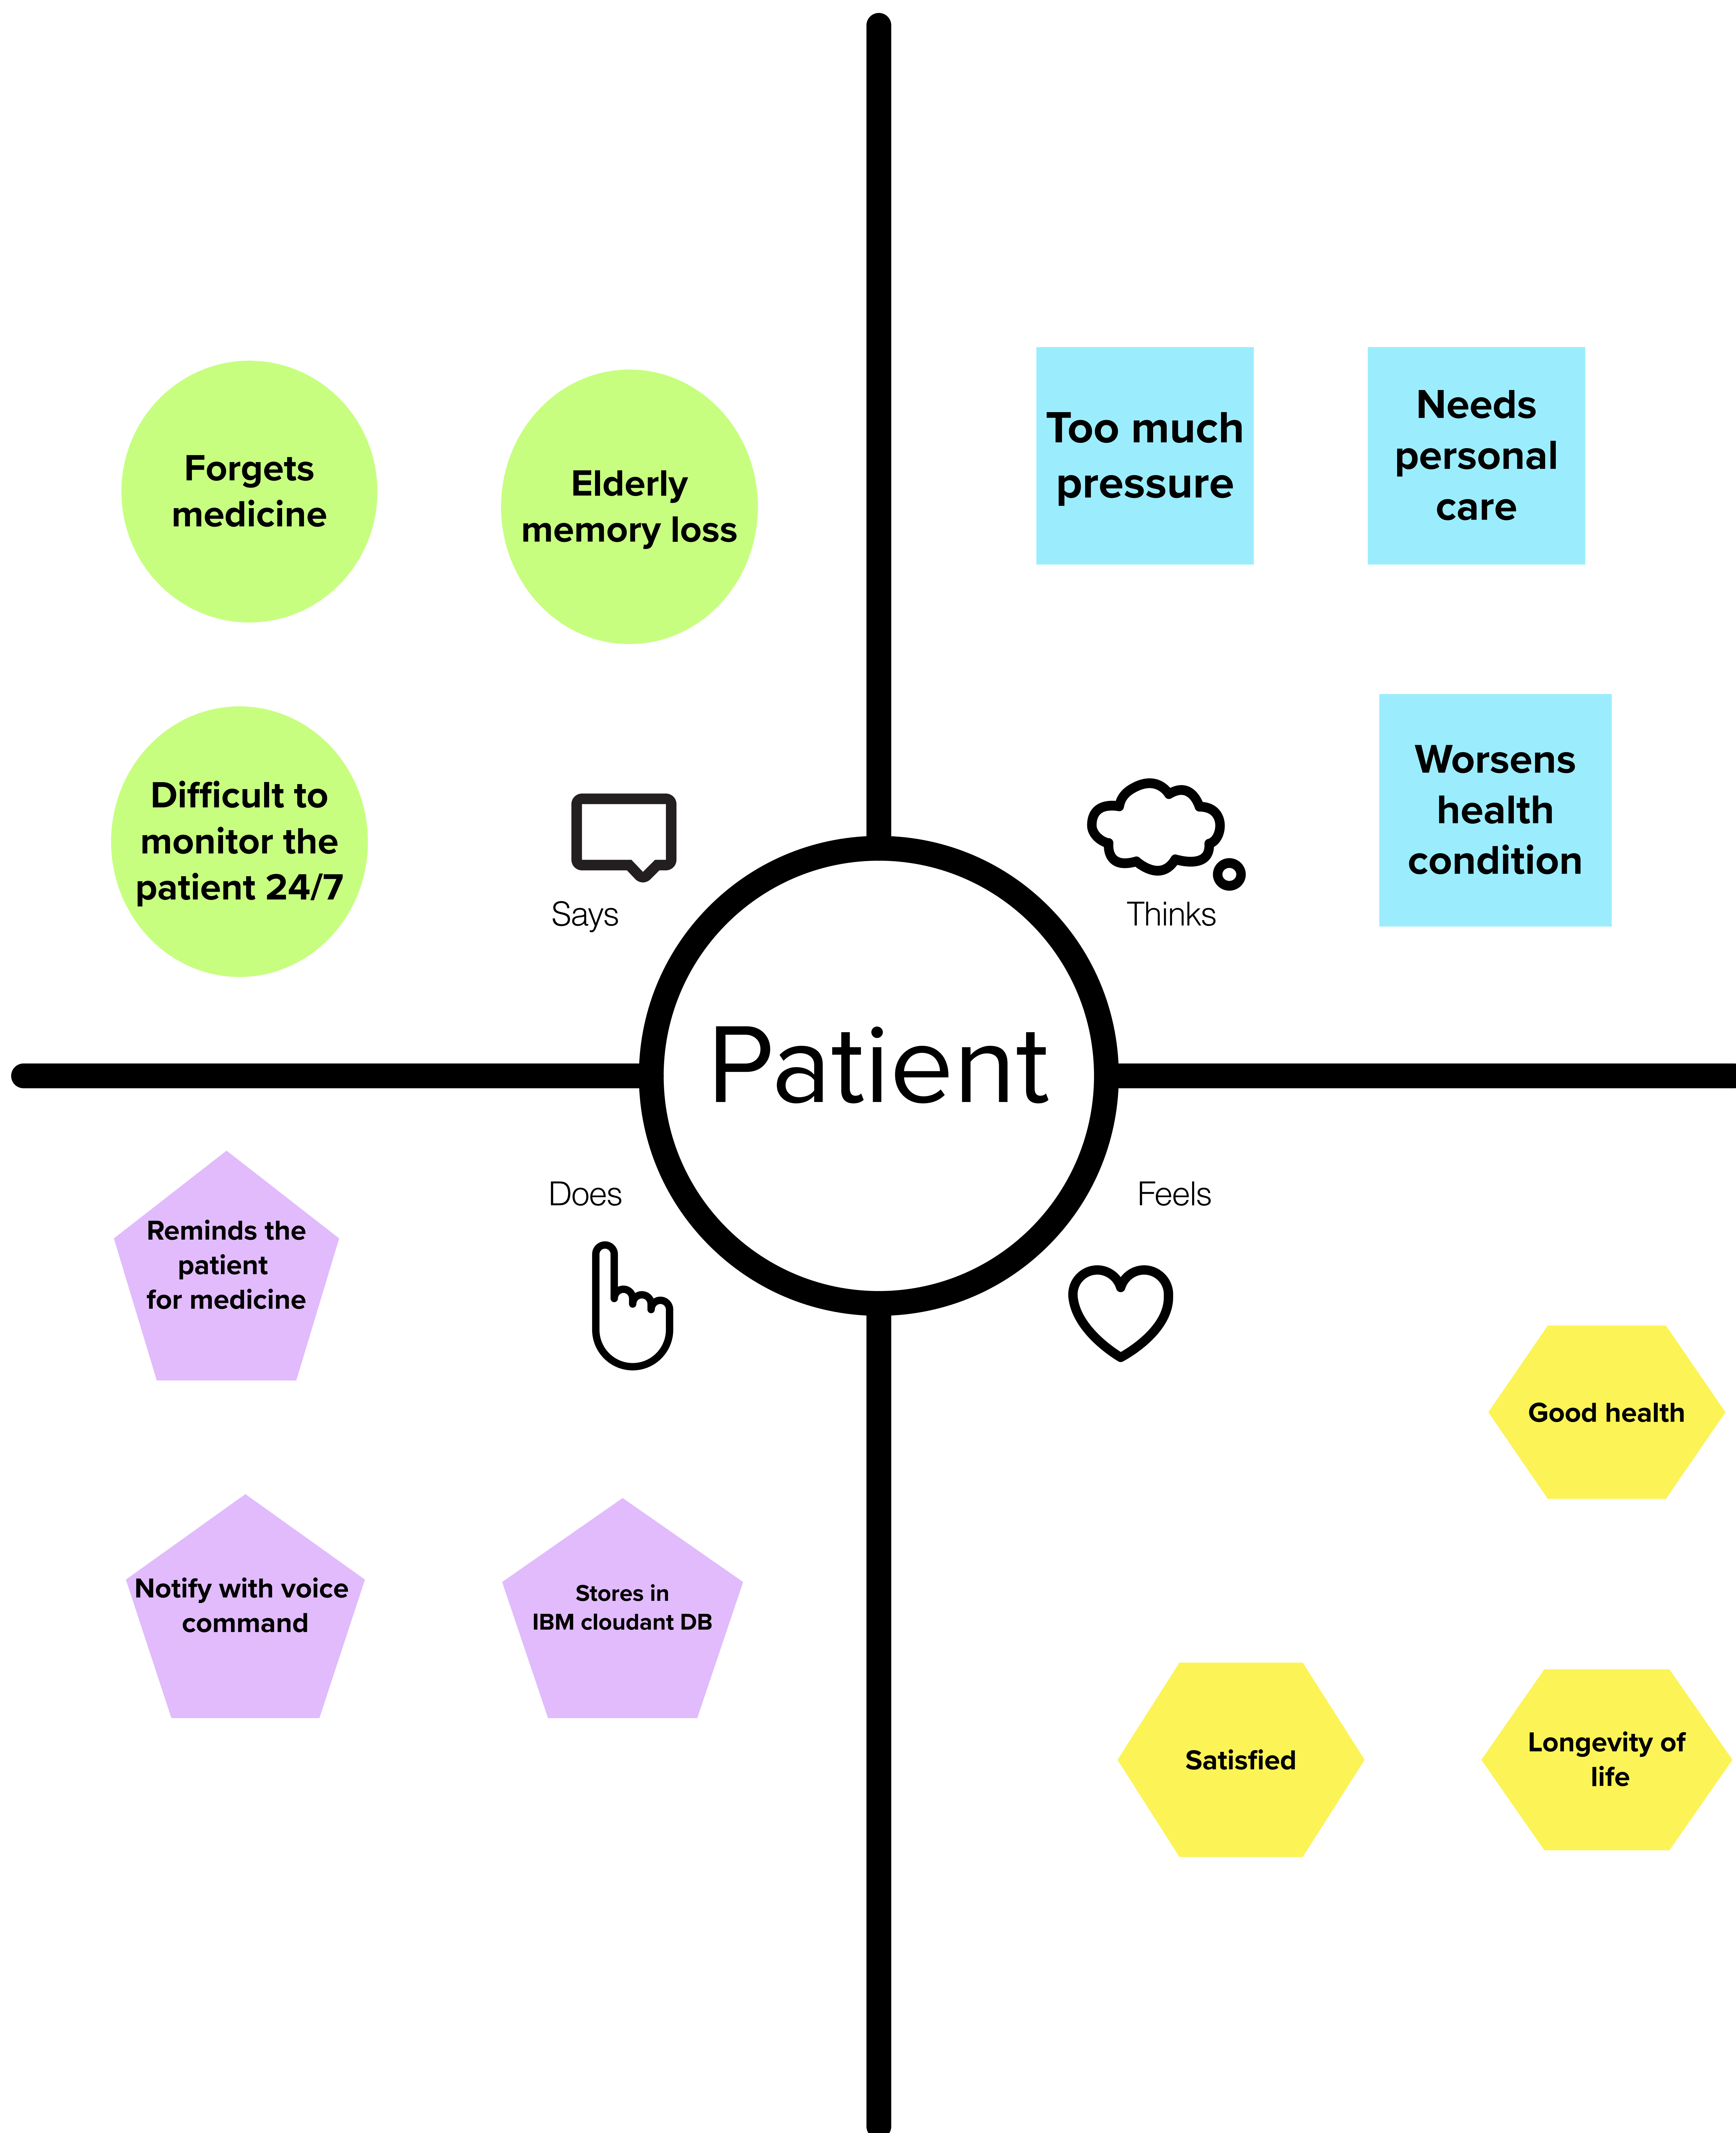 Forgets
medicine
Elderly
memory loss
Difficult to
monitor the
patient 24/7
Says
Too much
pressure
Needs
personal
care
Worsens
health
condition
Thinks
Patient
Does
Reminds the
patient
for medicine
Notify with voice
command
Stores in
IBM cloudant DB
Feels
Good health
Satisfied
Longevity of
life